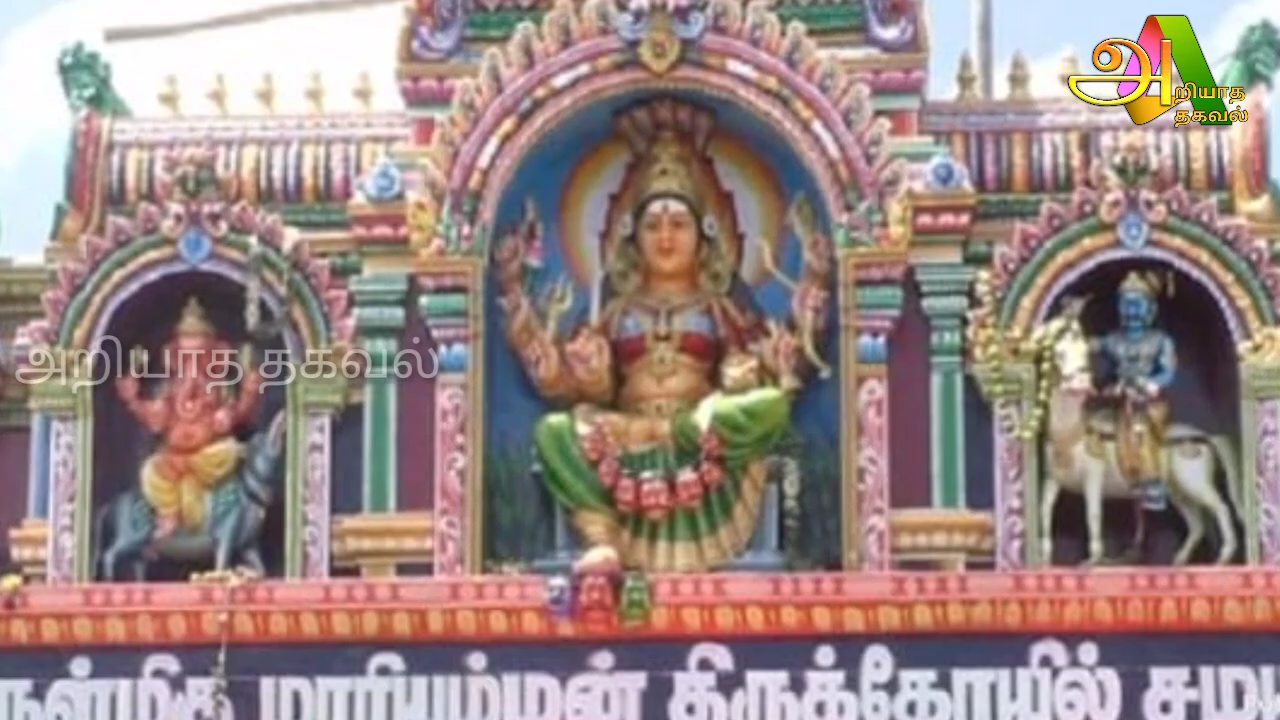 அறியாத
தகவல்
அறியாத தகவல்
மாரியம்மன் திருக்கோயில்